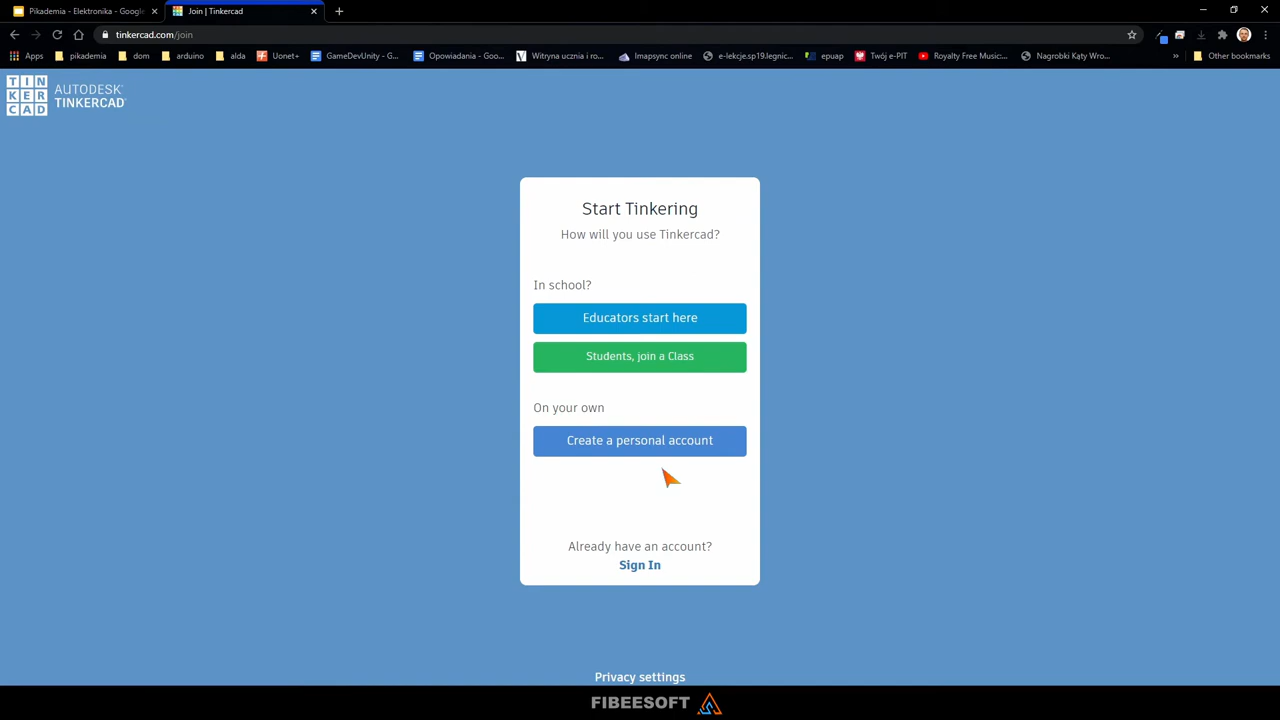 Pikademia - Elektronika - Google
Join | Tinkercad
tinkercad.com/join
Apps pikademia dom arduino alda Uonet+ GameDevUnity - G... Opowiadania - Goo... Witryna ucznia i ro... Imapsync online e-lekcje.sp19.legnic... epuap Twój e-PIT Royalty Free Music... Nagrobki Kąty Wro... » Other bookmarks
TIN
KER
CAD
AUTODESK
TINKERCAD
Start Tinkering
How will you use Tinkercad?
In school?
Educators start here
Students, join a Class
On your own
Create a personal account
Already have an account?
Sign In
Privacy settings
FIBEESOFT